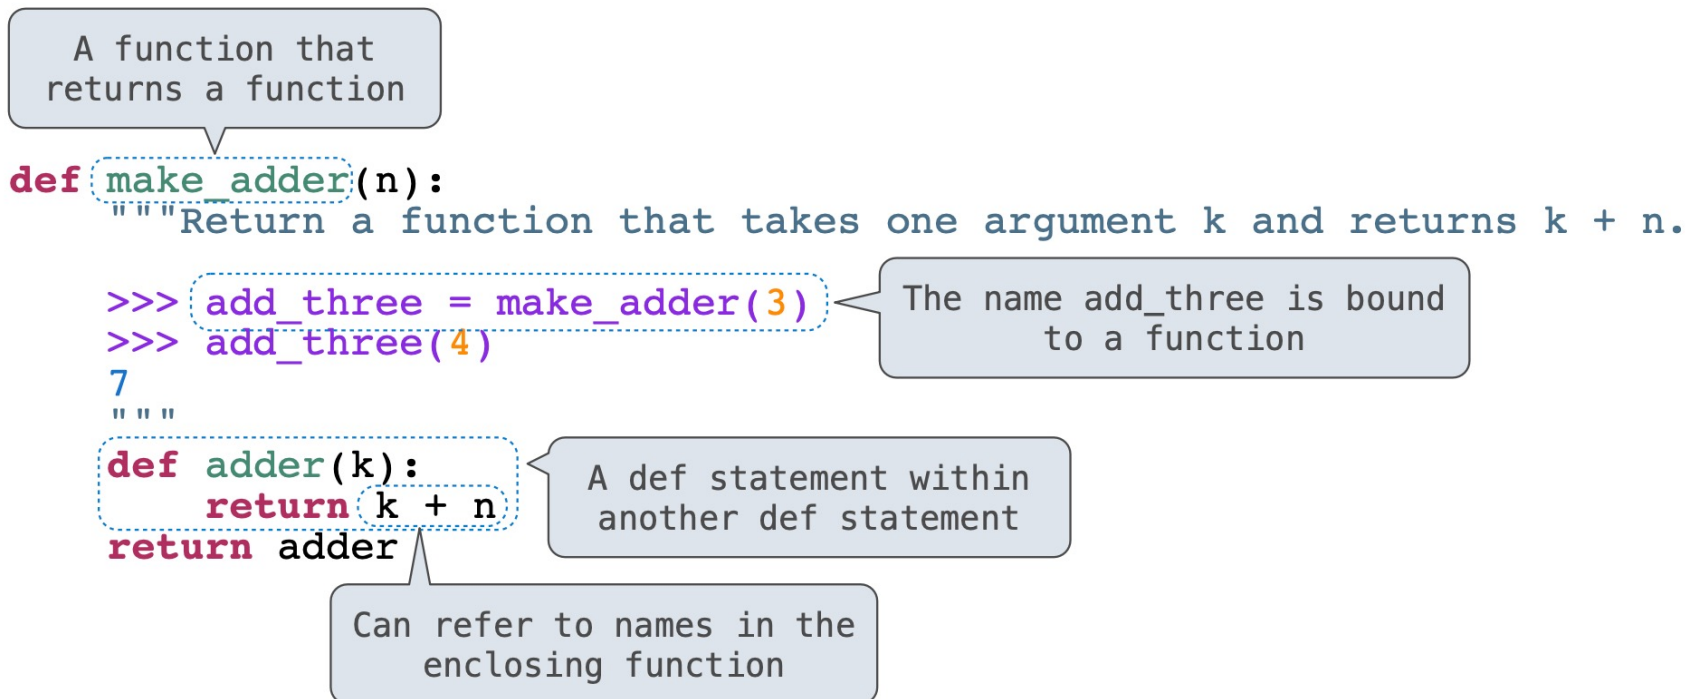 A function that
returns a function
def make_adder(n):
"""Return a function that takes one argument k and returns k + n.
>>> add_three = make_adder(3)
The name add_three is bound
to a function
>>> add_three(4)
7
"""
def adder(k):
return k + n
A def statement within
another def statement
return adder
Can refer to names in the
enclosing function